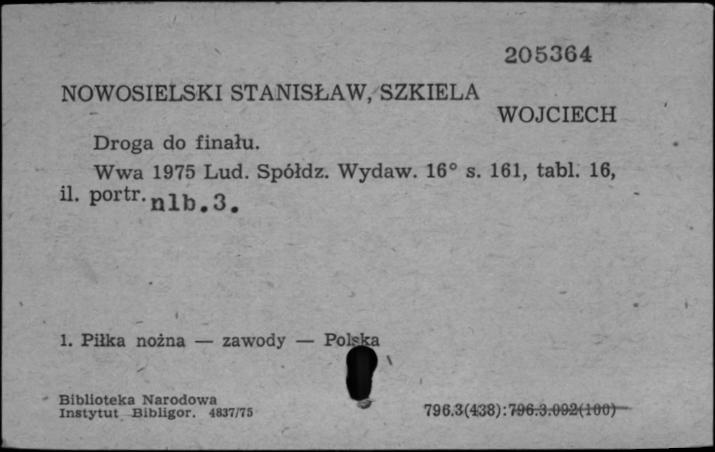 205364
NOWOSIELSKI STANISŁAW, SZKIELA
WOJCIECH
Droga do finału.
Wwa 1975 Lud. Spółdz. Wydaw. 16° s. 161, tabl. 16,
il. portr. nlb.3.
1. Piłka nożna — zawody — Polska
Biblioteka Narodowa
Instytut Bibligor. 4837/75
796.3(438):796.3.092(100)